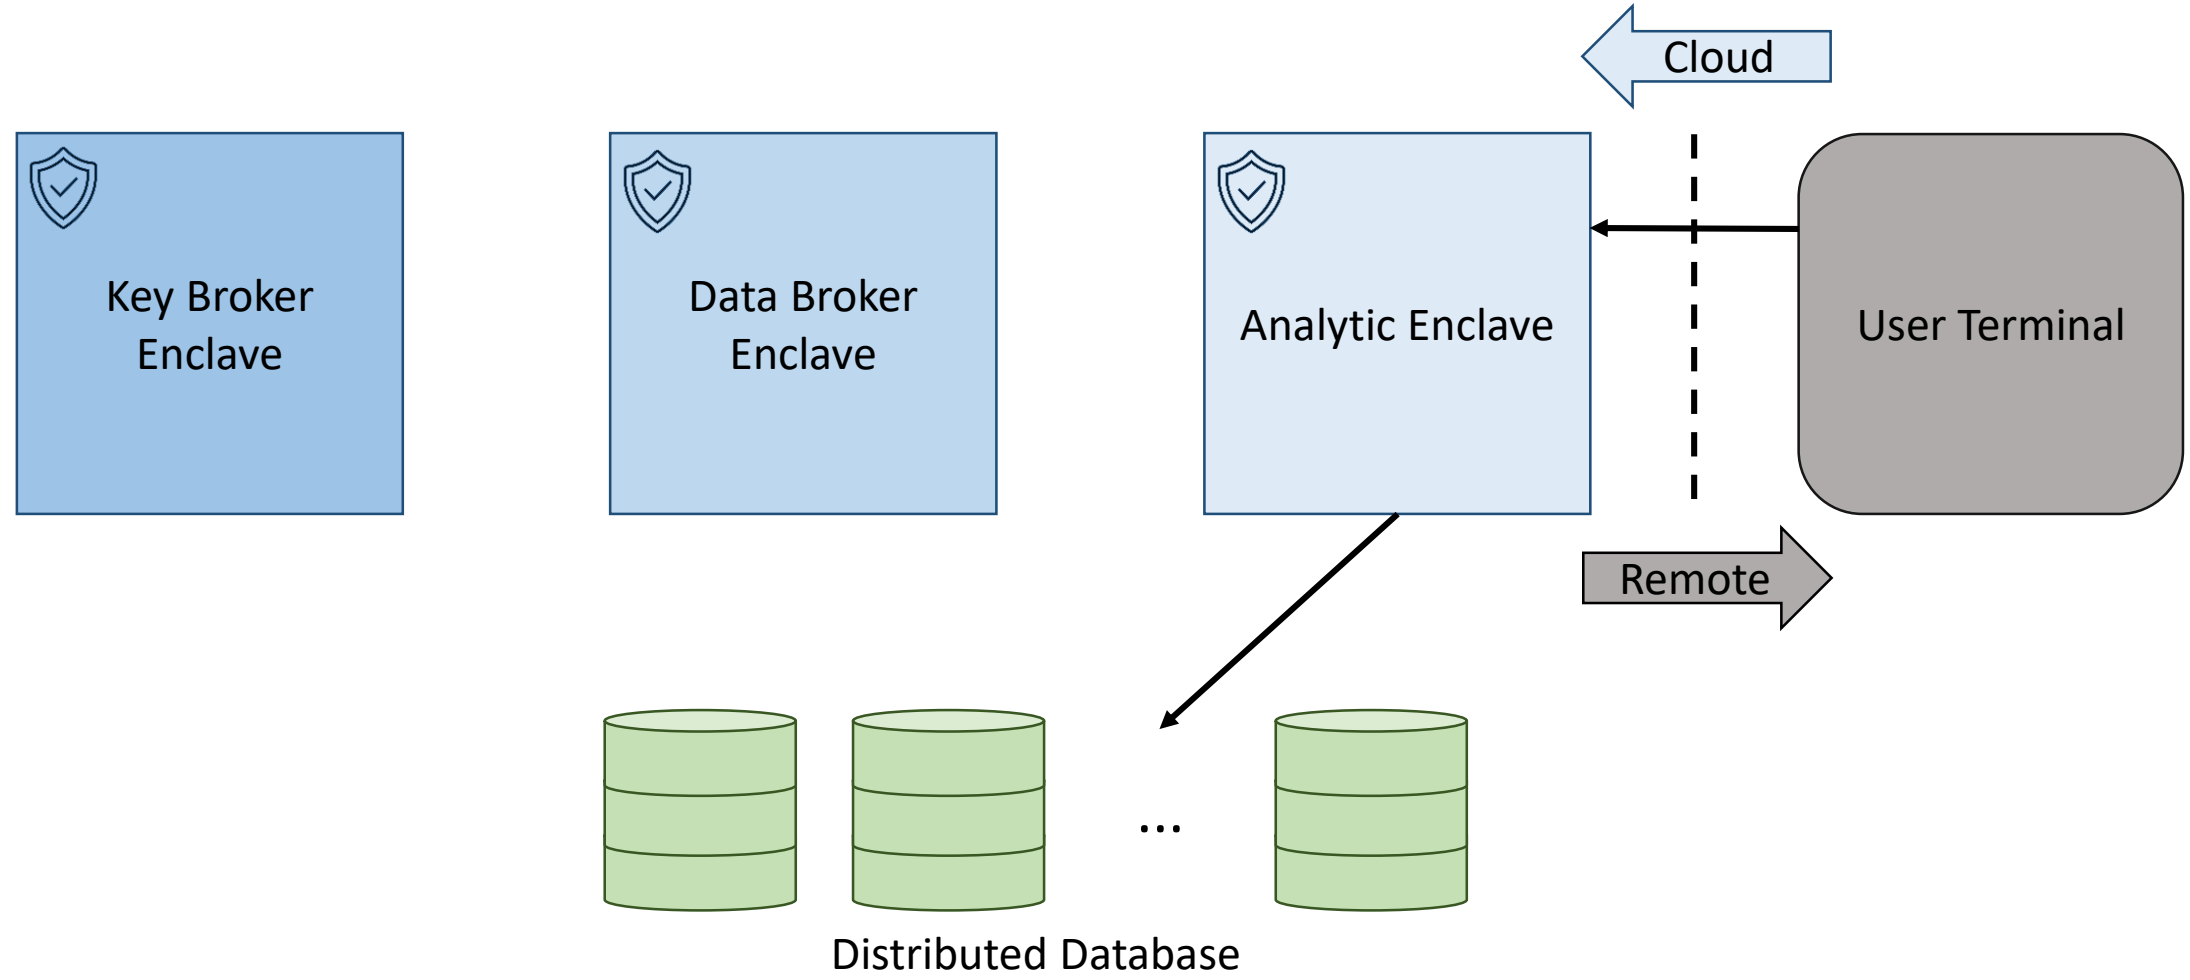 Cloud
Key Broker
Enclave
Data Broker
Enclave
Analytic Enclave
User Terminal
Remote
...
Distributed Database